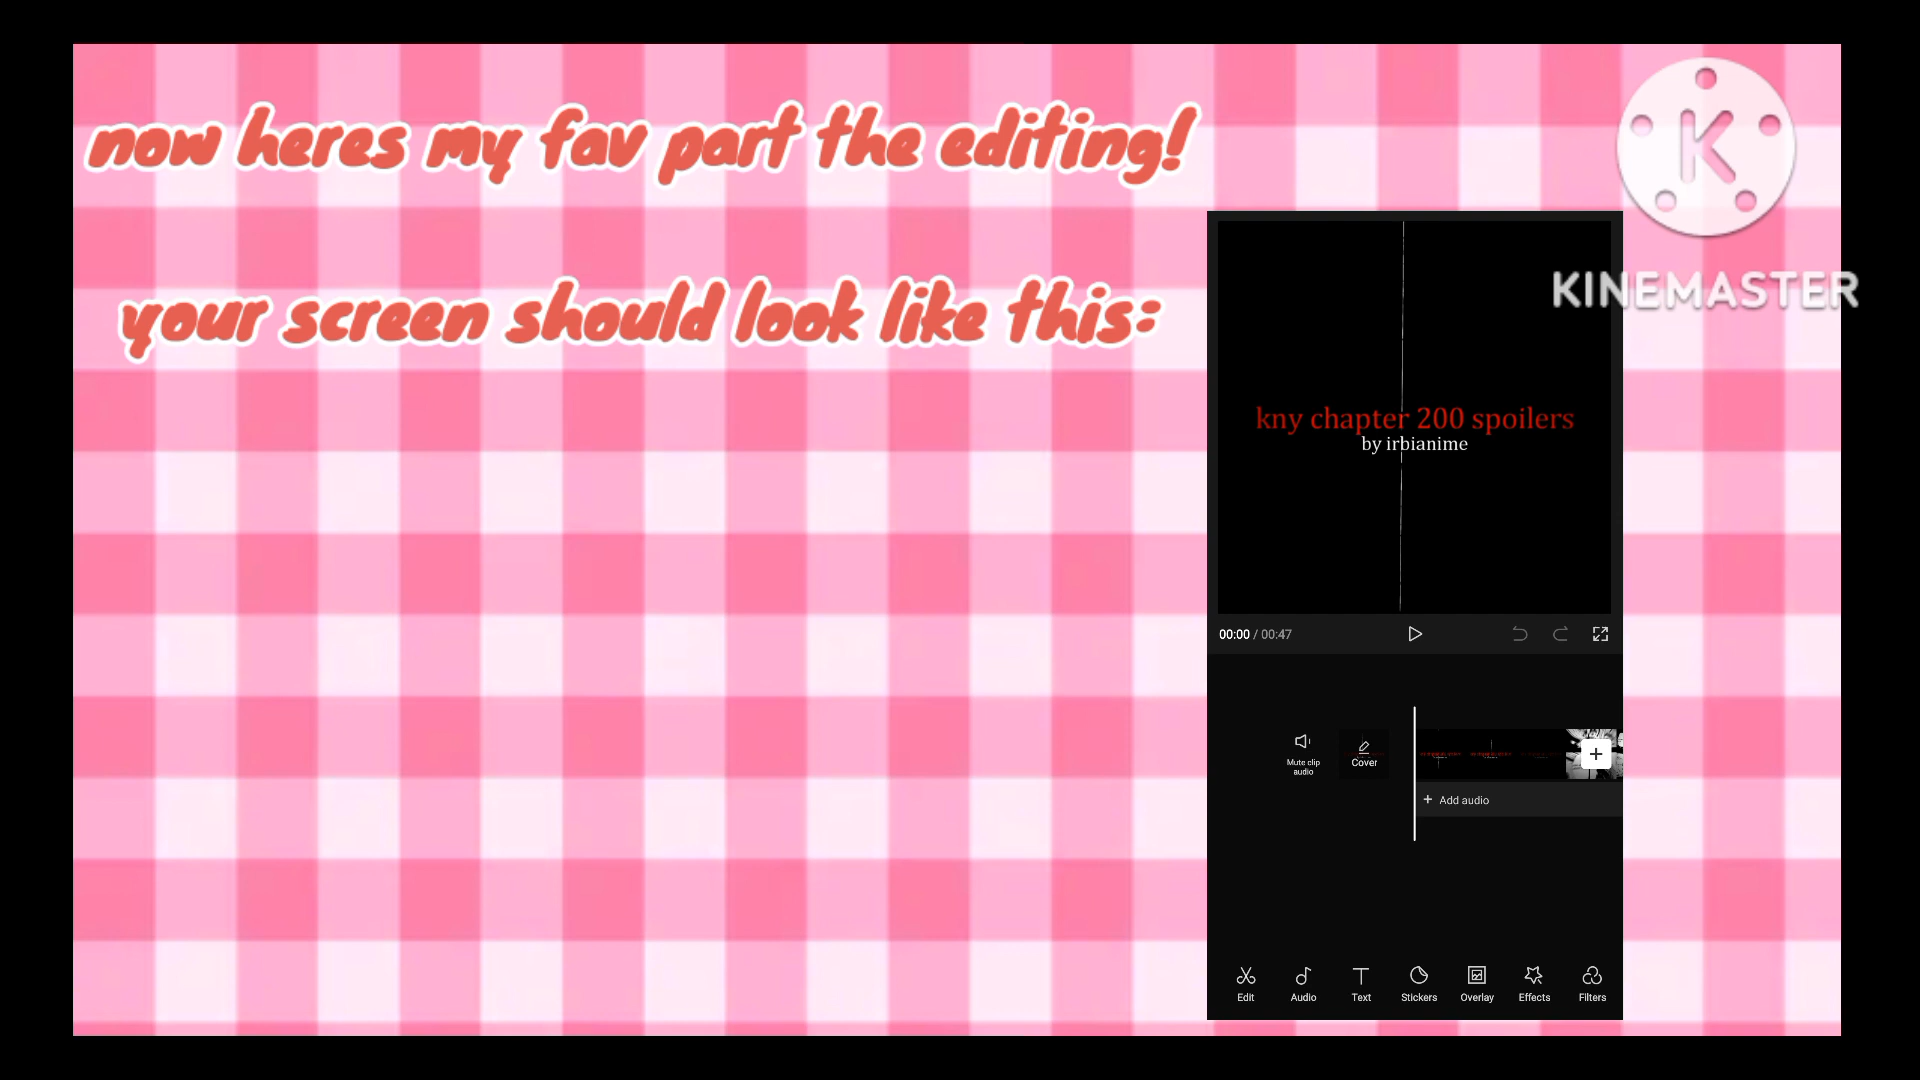 now heres my fav part the editing!
your screen should look like this:
K
KINEMASTER
kny chapter 200 spoilers
by irbianime
00:00 / 00:47
Mute clip
audio
Cover
+
+ Add audio
Edit Audio Text Stickers Overlay Effects Filters